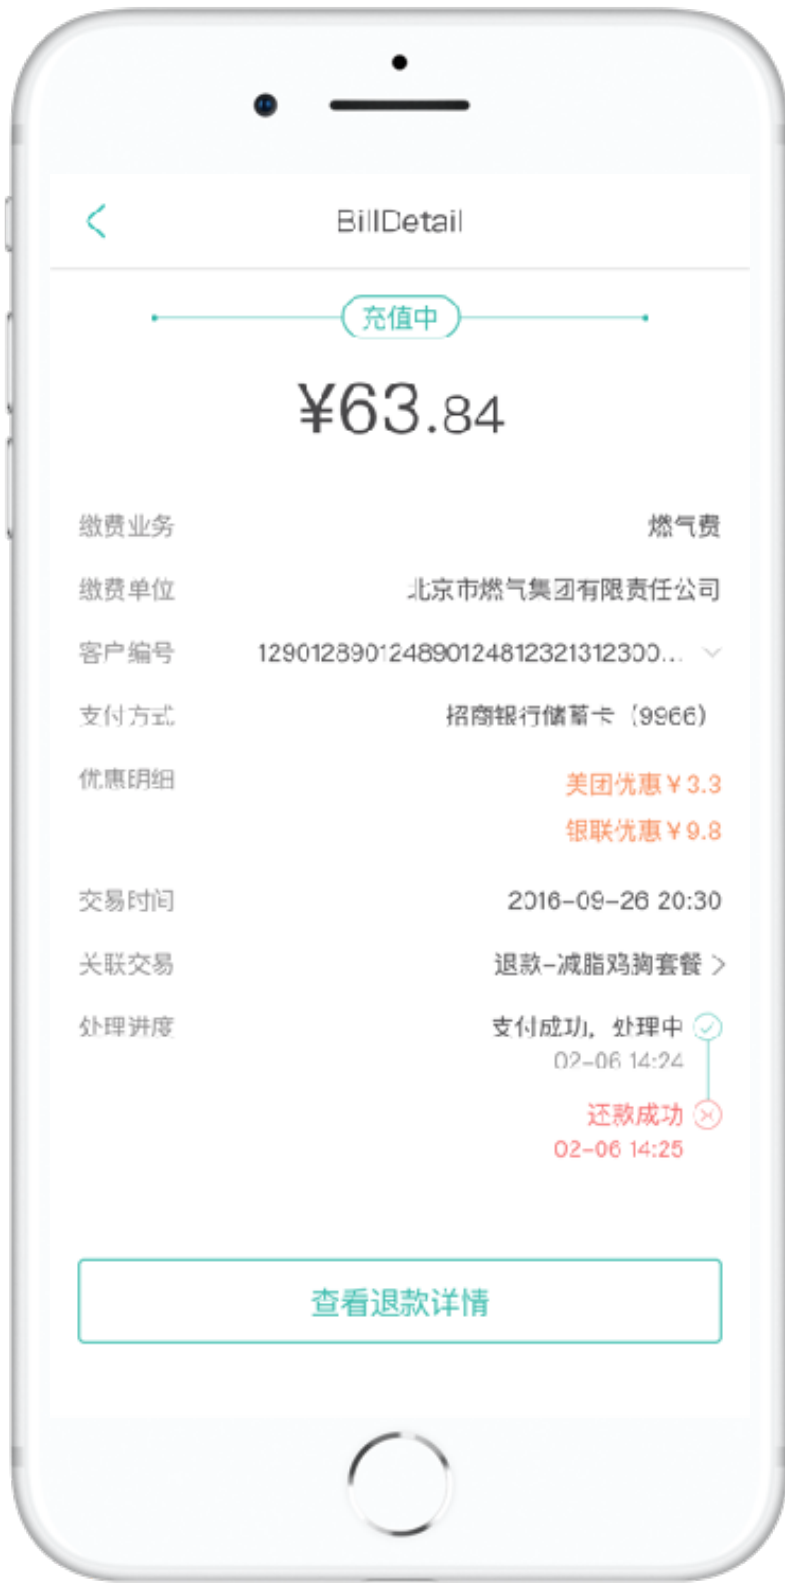 BillDetail
充值中
¥63.84
缴费业务 燃气费
缴费单位 北京市燃气集团有限责任公司
客户编号 129012890124890124812321312300...
支付方式 招商银行储蓄卡（9966）
优惠明细 美团优惠¥3.3
银联优惠¥9.8
交易时间 2016-09-26 20:30
关联交易 退款-减脂鸡胸套餐 >
处理进度 支付成功，处理中
02-06 14:24
还款成功
02-06 14:25
查看退款详情